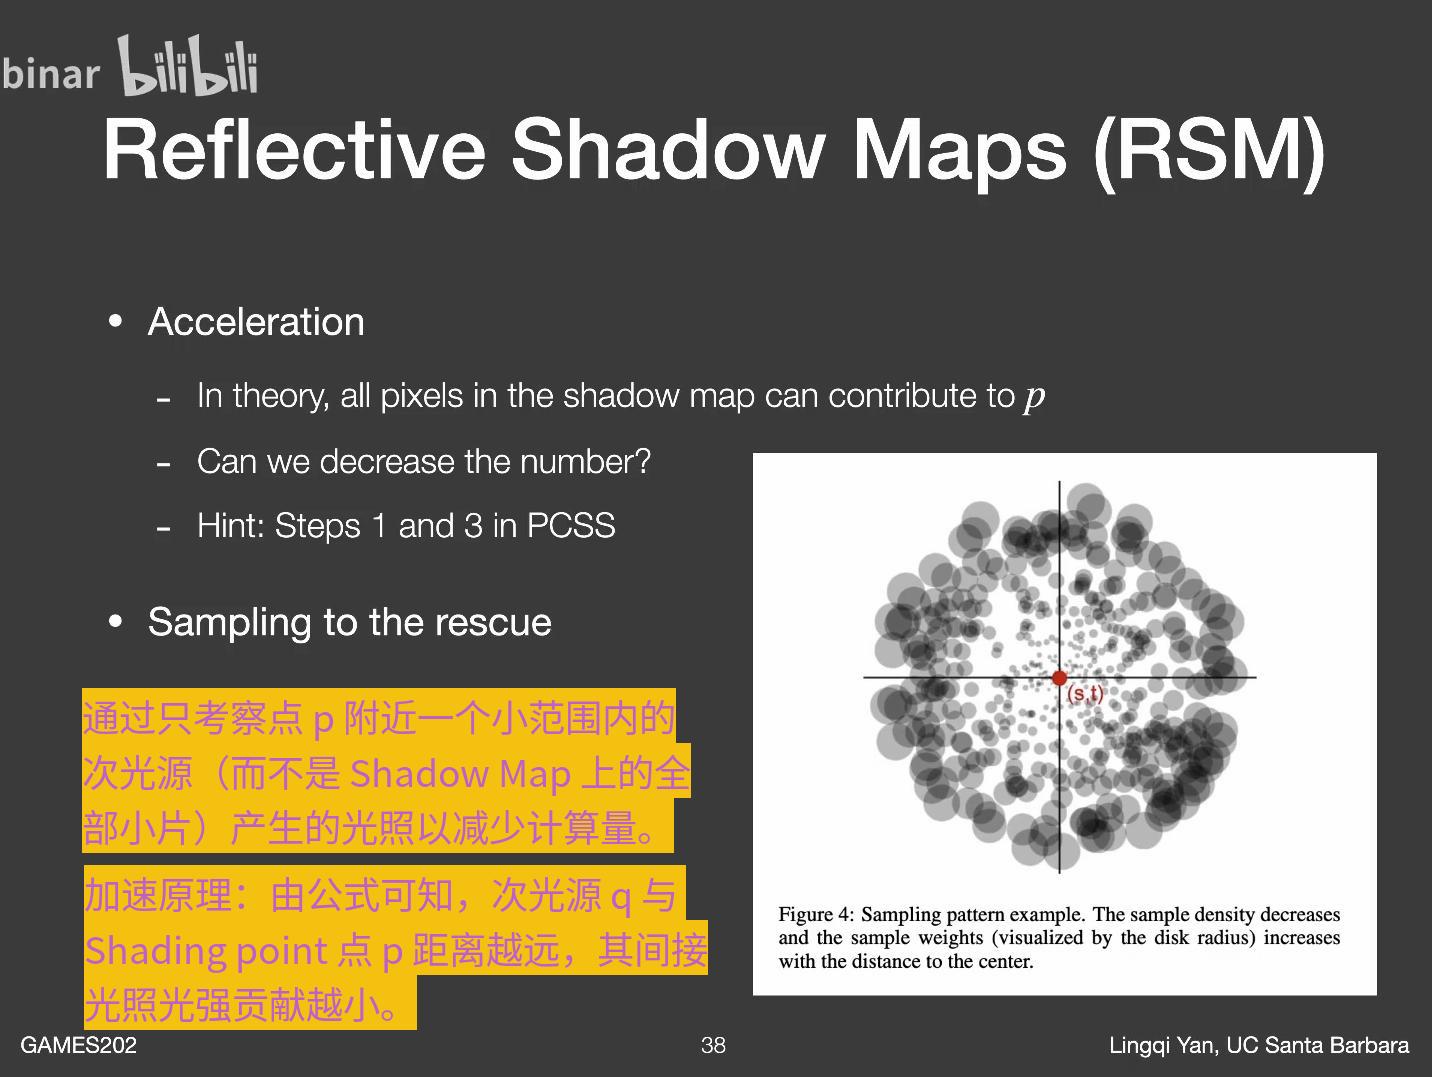 binar bilibili
Reflective Shadow Maps (RSM)
• Acceleration
- In theory, all pixels in the shadow map can contribute to p
- Can we decrease the number?
- Hint: Steps 1 and 3 in PCSS
• Sampling to the rescue
通过只考察点 p 附近一个小范围内的
次光源（而不是 Shadow Map 上的全
部小片）产生的光照以减少计算量。
加速原理：由公式可知，次光源 q 与
Shading point 点 p 距离越远，其间接
光照光强贡献越小。
(s,t)
Figure 4: Sampling pattern example. The sample density decreases
and the sample weights (visualized by the disk radius) increases
with the distance to the center.
GAMES202
38
Lingqi Yan, UC Santa Barbara